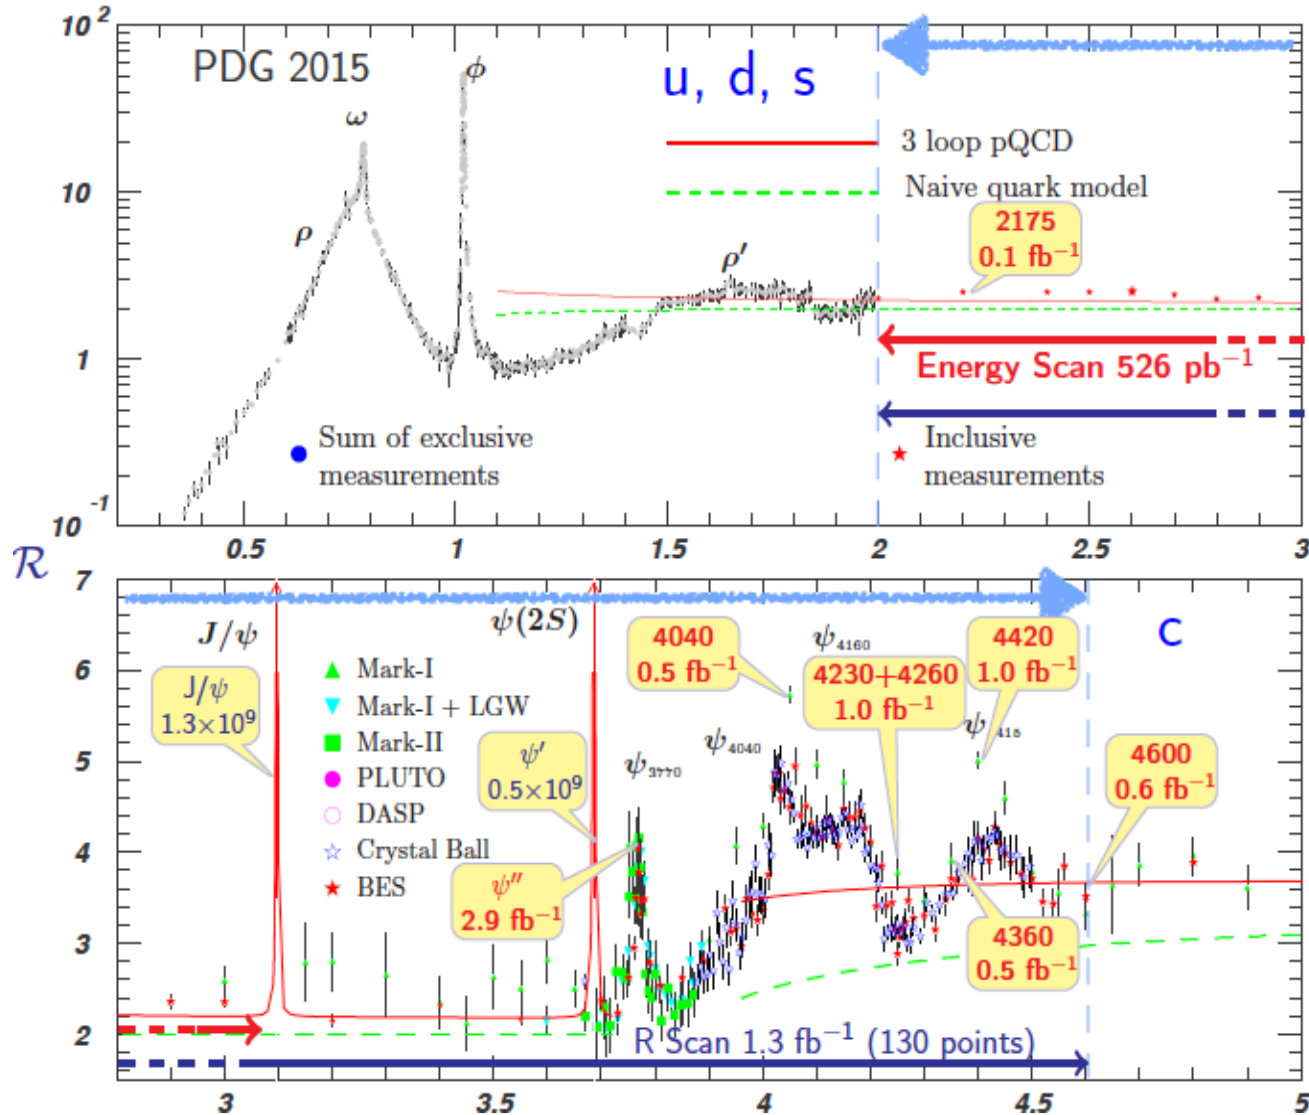 10²
PDG 2015
ϕ
u, d, s
ω
3 loop pQCD
10
Naive quark model
2175
0.1 fb⁻¹
ρ
ρ′
1
Energy Scan 526 pb⁻¹
Sum of exclusive
measurements
Inclusive
measurements
10⁻¹
0.5
1
1.5
2
2.5
3
R
7
J/ψ
ψ(2S)
4040
0.5 fb⁻¹
ψ₄₁₆₀
4420
1.0 fb⁻¹
c
6
J/ψ
1.3×10⁹
Mark-I
Mark-I + LGW
Mark-II
PLUTO
DASP
Crystal Ball
BES
4230+4260
1.0 fb⁻¹
5
ψ′
0.5×10⁹
ψ₃₇₇₀
ψ₄₀₄₀
4600
0.6 fb⁻¹
4
ψ″
2.9 fb⁻¹
3
4360
0.5 fb⁻¹
2
R Scan 1.3 fb⁻¹ (130 points)
3
3.5
4
4.5
5